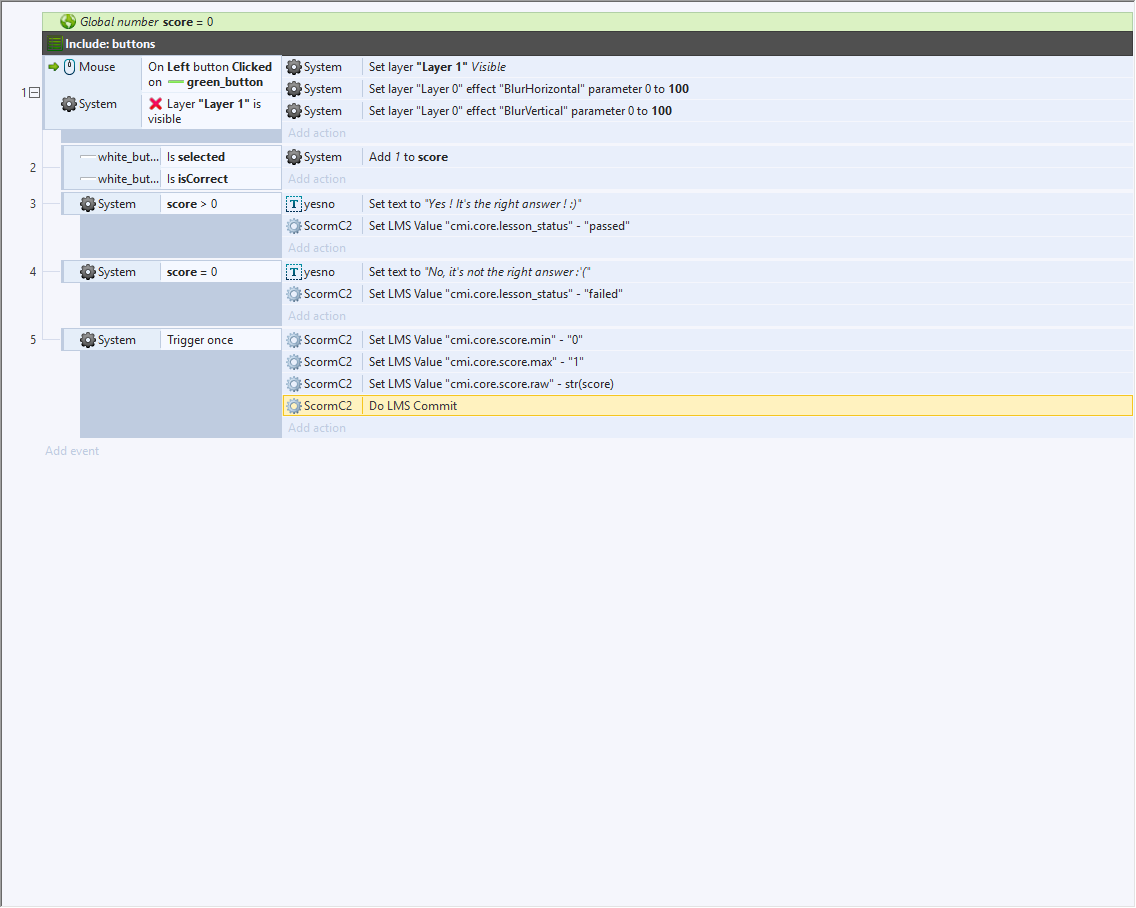 Global number score = 0
Include: buttons
1
Mouse On Left button Clicked
on green_button
System Layer "Layer 1" is
visible
System Set layer "Layer 1" Visible
System Set layer "Layer 0" effect "BlurHorizontal" parameter 0 to 100
System Set layer "Layer 0" effect "BlurVertical" parameter 0 to 100
Add action
2
white_but... Is selected
white_but... Is isCorrect
System Add 1 to score
Add action
3
System score > 0
T yesno Set text to "Yes ! It's the right answer ! :)"
ScormC2 Set LMS Value "cmi.core.lesson_status" - "passed"
Add action
4
System score = 0
T yesno Set text to "No, it's not the right answer :'("
ScormC2 Set LMS Value "cmi.core.lesson_status" - "failed"
Add action
5
System Trigger once
ScormC2 Set LMS Value "cmi.core.score.min" - "0"
ScormC2 Set LMS Value "cmi.core.score.max" - "1"
ScormC2 Set LMS Value "cmi.core.score.raw" - str(score)
ScormC2 Do LMS Commit
Add action
Add event